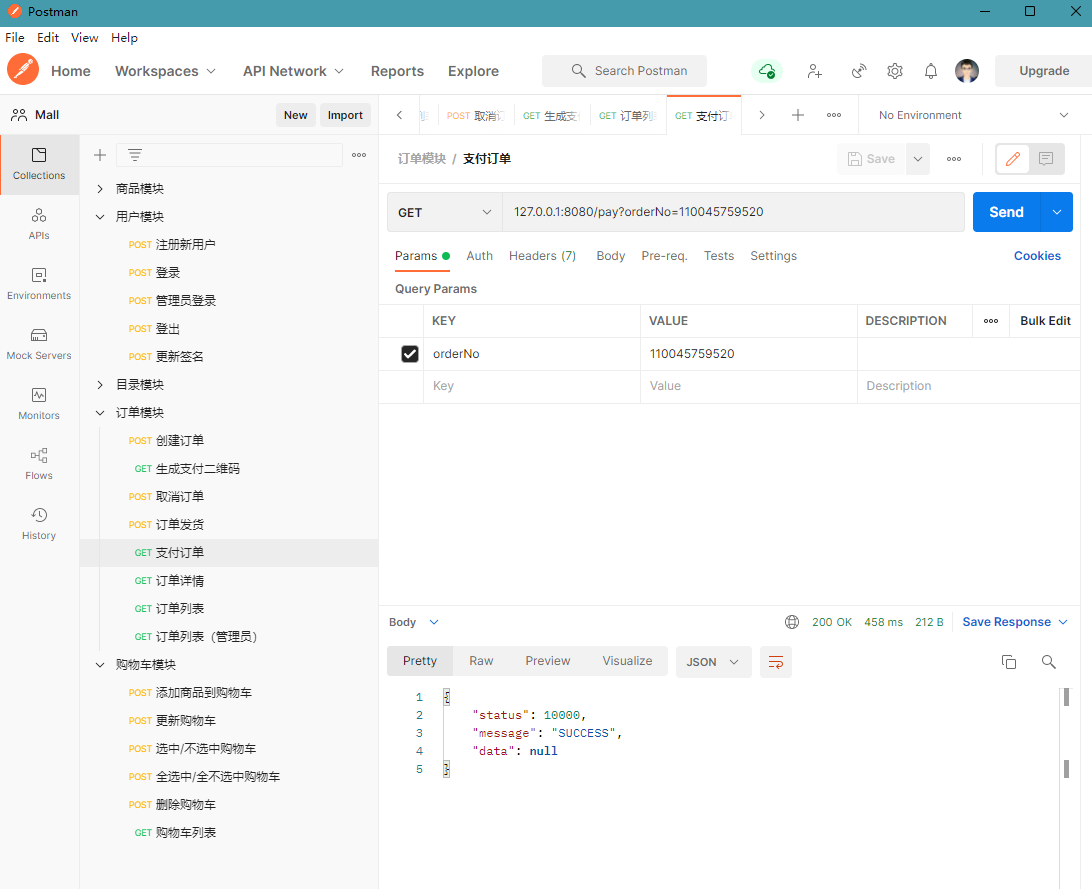 Postman
File Edit View Help
Home Workspaces API Network Reports Explore Search Postman Upgrade
Mall New Import
POST 取消订 GET 生成支 GET 订单列 GET 支付订 No Environment
Collections
APIs
Environments
Mock Servers
Monitors
Flows
History
商品模块
用户模块
POST 注册新用户
POST 登录
POST 管理员登录
POST 登出
POST 更新签名
目录模块
订单模块
POST 创建订单
GET 生成支付二维码
POST 取消订单
POST 订单发货
GET 支付订单
GET 订单详情
GET 订单列表
GET 订单列表（管理员）
购物车模块
POST 添加商品到购物车
POST 更新购物车
POST 选中/不选中购物车
POST 全选中/全不选中购物车
POST 删除购物车
GET 购物车列表
订单模块 / 支付订单 Save
GET 127.0.0.1:8080/pay?orderNo=110045759520 Send
Params Auth Headers (7) Body Pre-req. Tests Settings Cookies
Query Params
KEY VALUE DESCRIPTION Bulk Edit
orderNo 110045759520
Key Value Description
Body 200 OK 458 ms 212 B Save Response
Pretty Raw Preview Visualize JSON
1 {
2 "status": 10000,
3 "message": "SUCCESS",
4 "data": null
5 }